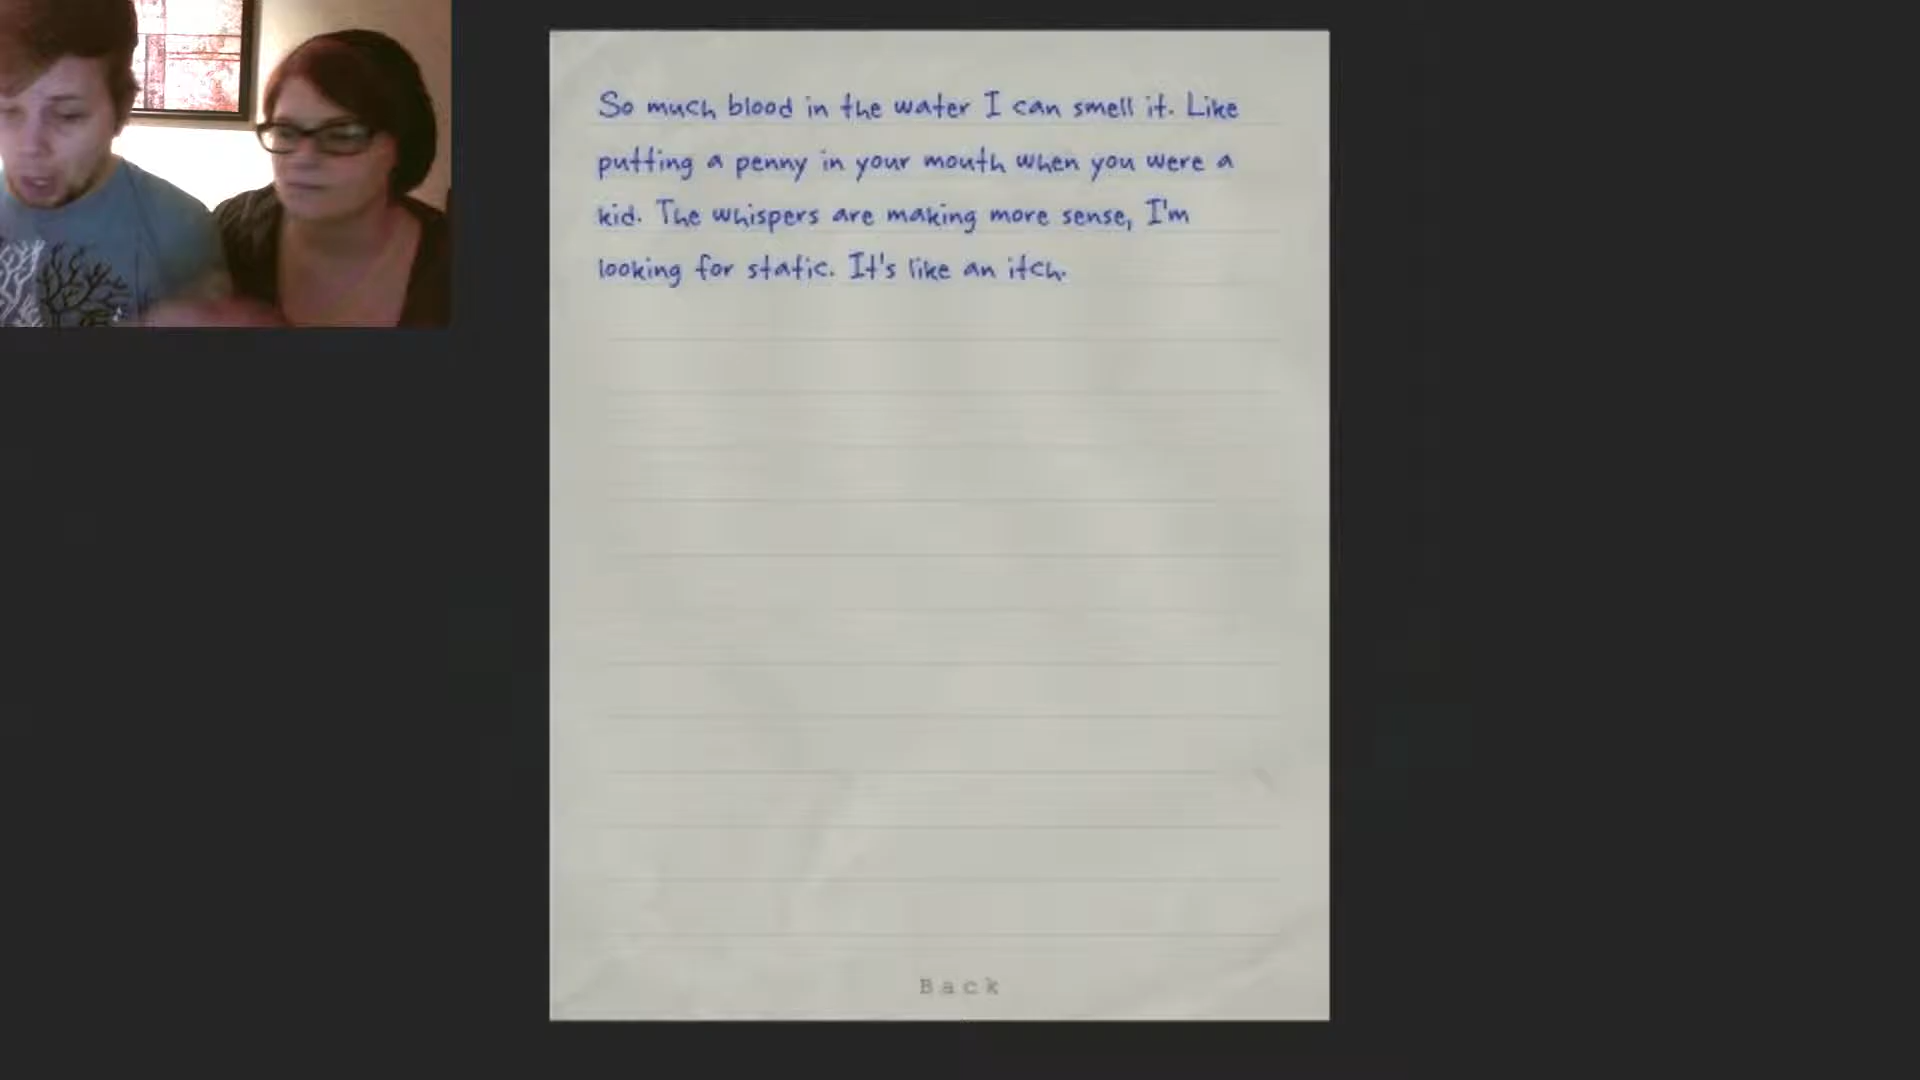 So much blood in the water I can smell it. Like
putting a penny in your mouth when you were a
kid. The whispers are making more sense, I'm
looking for static. It's like an itch.
Back